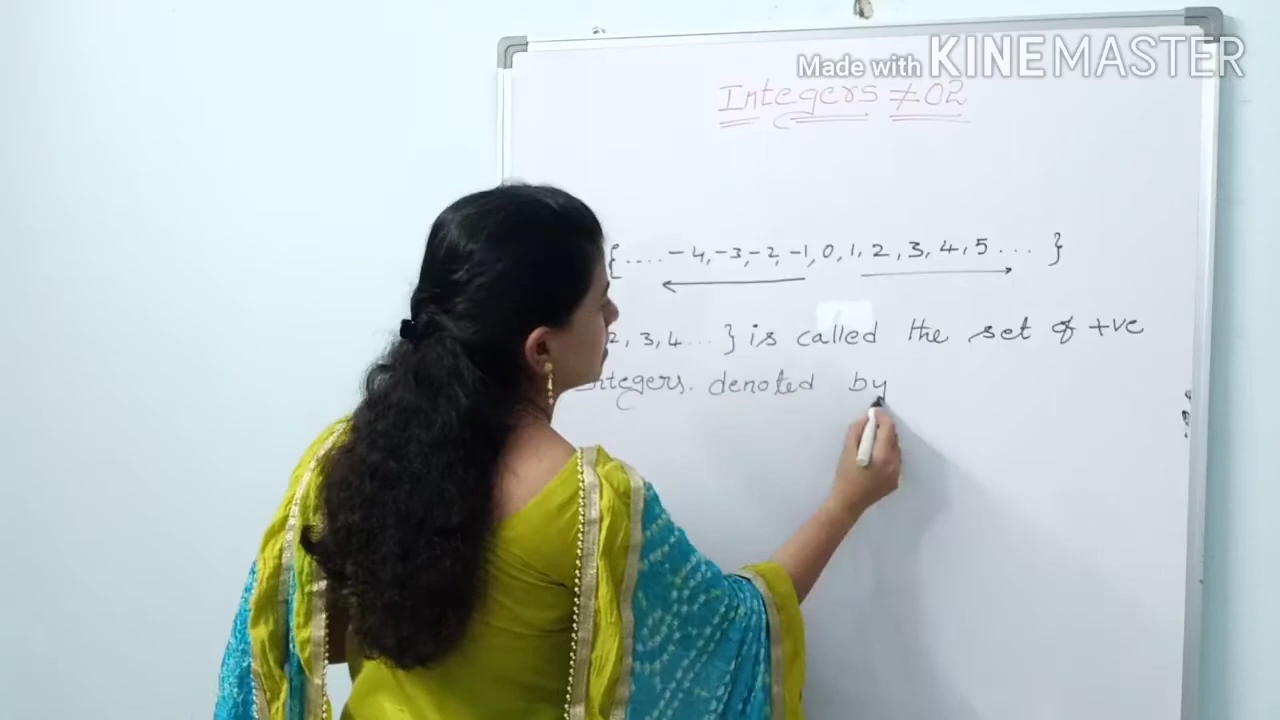 Made with KINEMASTER
Integers ≠ 02
{..... -4, -3, -2, -1, 0, 1, 2, 3, 4, 5 ... }
2, 3, 4 ... } is called the set of +ve
integers. denoted by